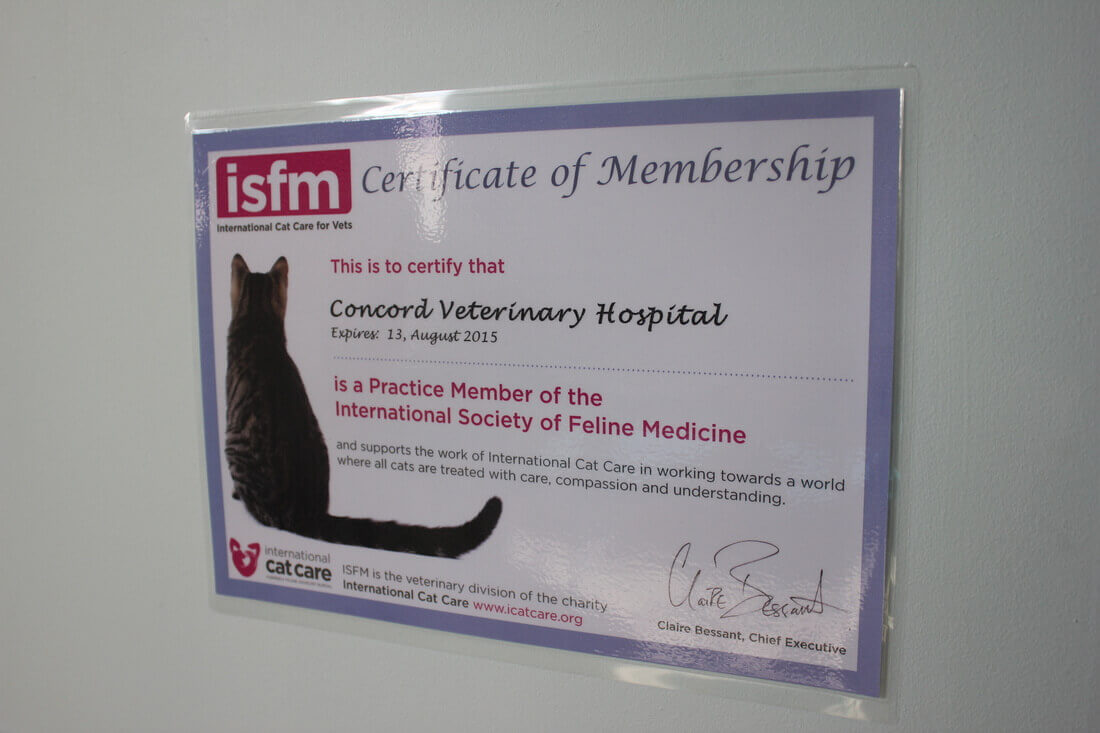 isfm
International Cat Care for Vets
Certificate of Membership
This is to certify that
Concord Veterinary Hospital
Expires: 13, August 2015
is a Practice Member of the
International Society of Feline Medicine
and supports the work of International Cat Care in working towards a world
where all cats are treated with care, compassion and understanding.
international
cat care
ISFM is the veterinary division of the charity
International Cat Care www.icatcare.org
Claire Bessant
Claire Bessant, Chief Executive